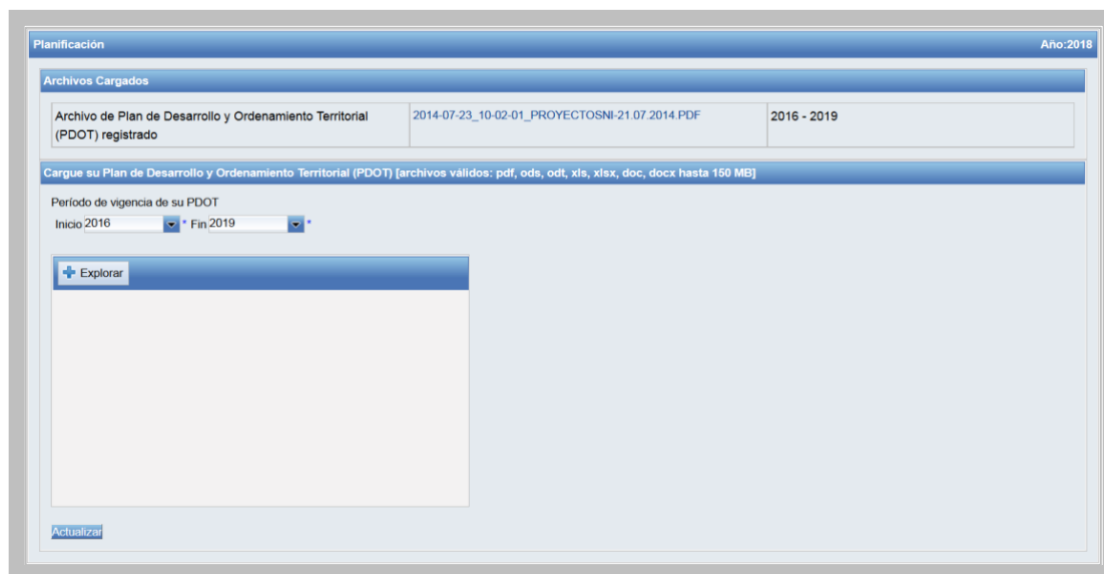 Planificación Año:2018
Archivos Cargados
Archivo de Plan de Desarrollo y Ordenamiento Territorial 2014-07-23_10-02-01_PROYECTOSNI-21.07.2014.PDF 2016 - 2019
(PDOT) registrado
Cargue su Plan de Desarrollo y Ordenamiento Territorial (PDOT) [archivos válidos: pdf, ods, odt, xls, xlsx, doc, docx hasta 150 MB]
Período de vigencia de su PDOT
Inicio 2016 * Fin 2019 *
Explorar
Actualizar